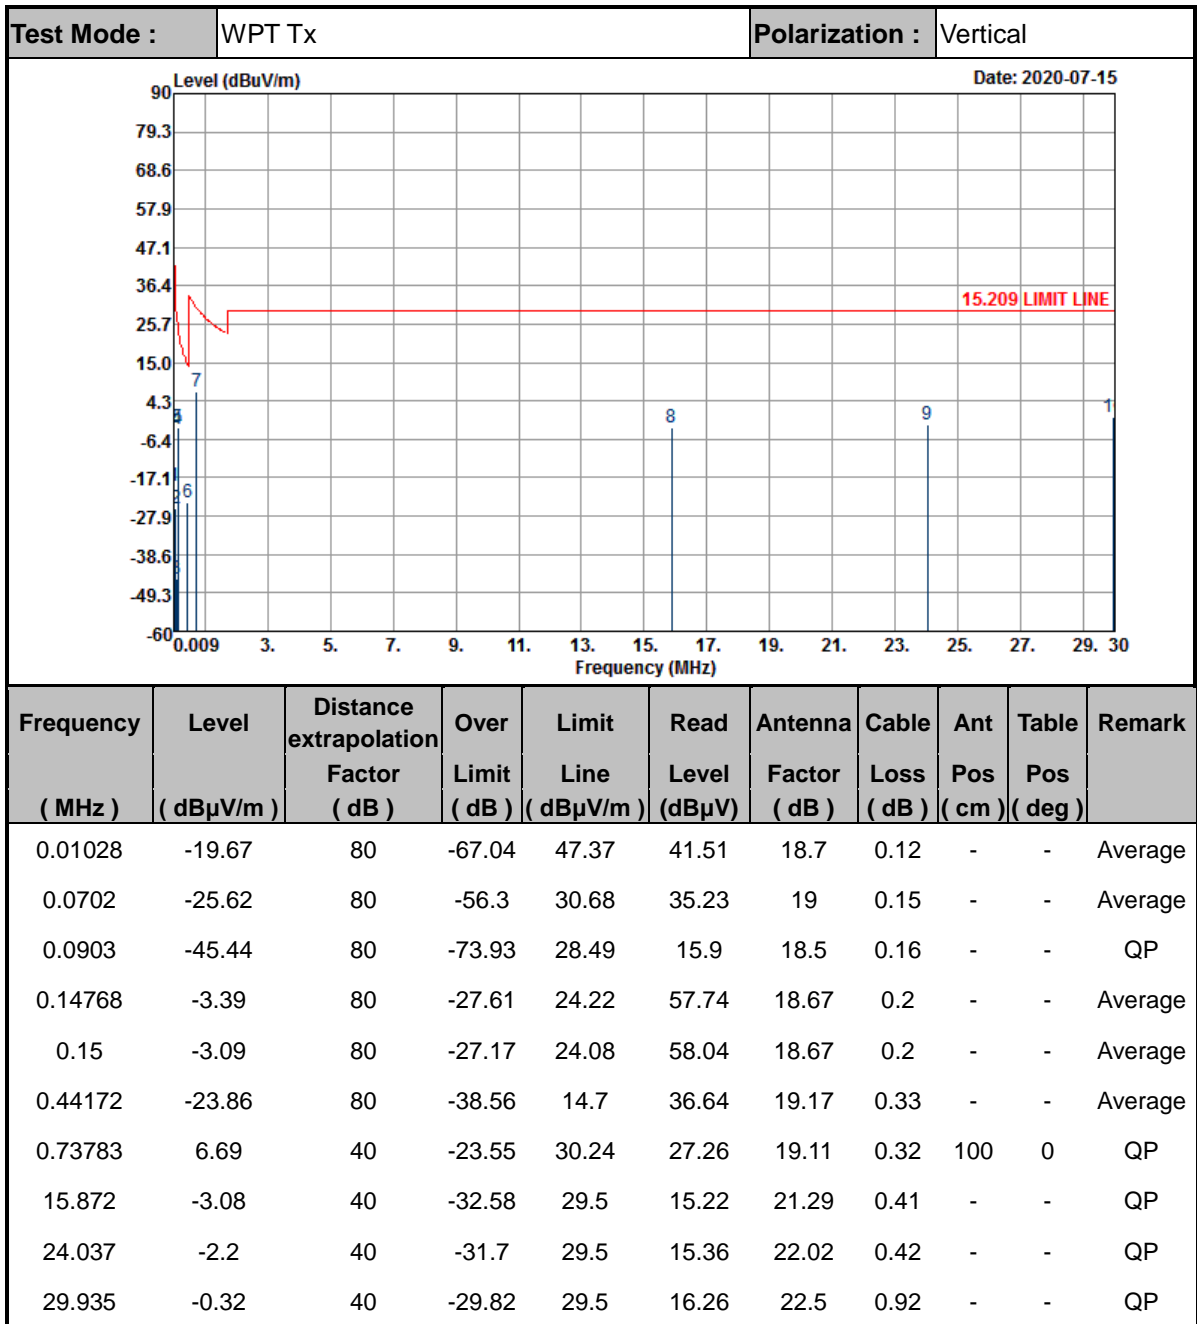 Test Mode : WPT Tx Polarization : Vertical
Level (dBuV/m) Date: 2020-07-15
90
79.3
68.6
57.9
47.1
36.4
15.209 LIMIT LINE
25.7
15.0
7
4.3
8 9
-6.4
-17.1
2 6
-27.9
-38.6
-49.3
-60
0.009 3. 5. 7. 9. 11. 13. 15. 17. 19. 21. 23. 25. 27. 29. 30
Frequency (MHz)
Frequency Level Distance extrapolation Factor Over Limit Limit Line Read Level Antenna Factor Cable Loss Ant Pos Table Pos Remark
( MHz ) ( dBµV/m ) ( dB ) ( dB ) ( dBµV/m ) (dBµV) ( dB ) ( dB ) ( cm ) ( deg )
0.01028 -19.67 80 -67.04 47.37 41.51 18.7 0.12 - - Average
0.0702 -25.62 80 -56.3 30.68 35.23 19 0.15 - - Average
0.0903 -45.44 80 -73.93 28.49 15.9 18.5 0.16 - - QP
0.14768 -3.39 80 -27.61 24.22 57.74 18.67 0.2 - - Average
0.15 -3.09 80 -27.17 24.08 58.04 18.67 0.2 - - Average
0.44172 -23.86 80 -38.56 14.7 36.64 19.17 0.33 - - Average
0.73783 6.69 40 -23.55 30.24 27.26 19.11 0.32 100 0 QP
15.872 -3.08 40 -32.58 29.5 15.22 21.29 0.41 - - QP
24.037 -2.2 40 -31.7 29.5 15.36 22.02 0.42 - - QP
29.935 -0.32 40 -29.82 29.5 16.26 22.5 0.92 - - QP